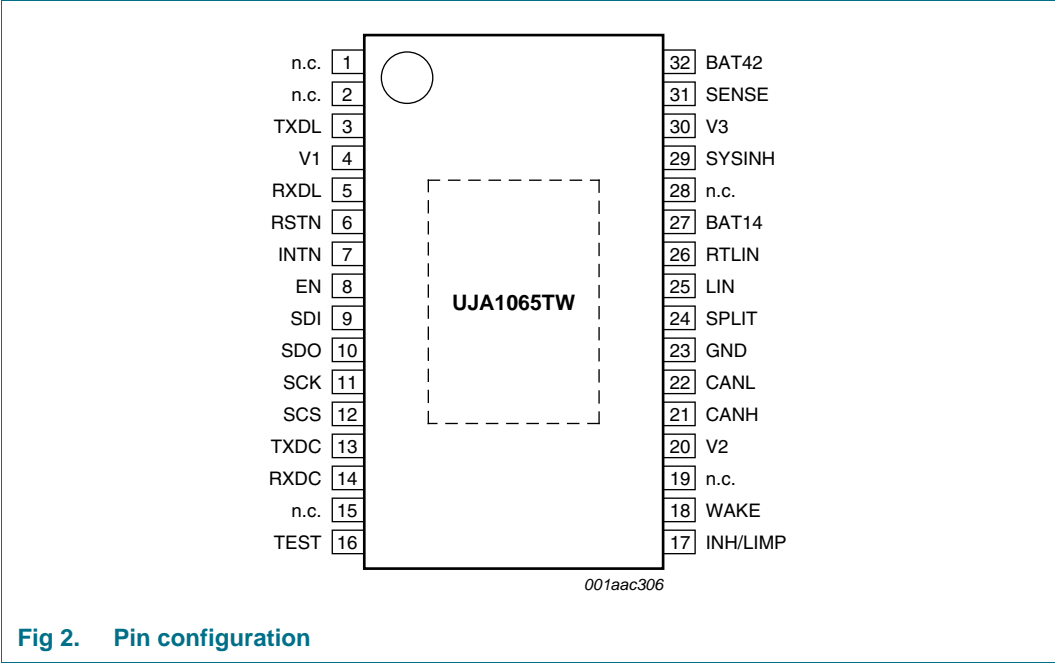 n.c. 1 32 BAT42
n.c. 2 31 SENSE
TXDL 3 30 V3
V1 4 29 SYSINH
RXDL 5 28 n.c.
RSTN 6 27 BAT14
INTN 7 26 RTLIN
EN 8 25 LIN
UJA1065TW
SDI 9 24 SPLIT
SDO 10 23 GND
SCK 11 22 CANL
SCS 12 21 CANH
TXDC 13 20 V2
RXDC 14 19 n.c.
n.c. 15 18 WAKE
TEST 16 17 INH/LIMP
001aac306
Fig 2. Pin configuration